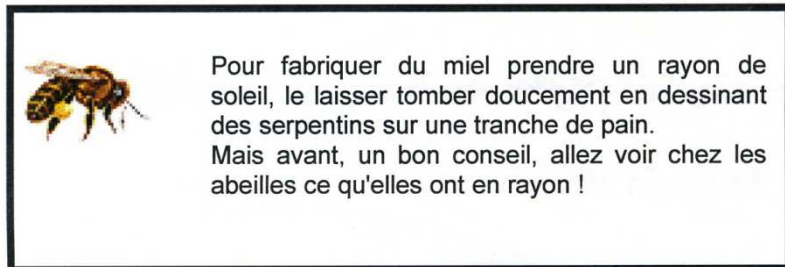 Pour fabriquer du miel prendre un rayon de
soleil, le laisser tomber doucement en dessinant
des serpentins sur une tranche de pain.
Mais avant, un bon conseil, allez voir chez les
abeilles ce qu'elles ont en rayon !